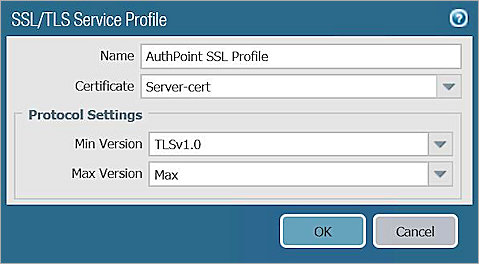 SSL/TLS Service Profile
Name AuthPoint SSL Profile
Certificate Server-cert
Protocol Settings
Min Version TLSv1.0
Max Version Max
OK Cancel